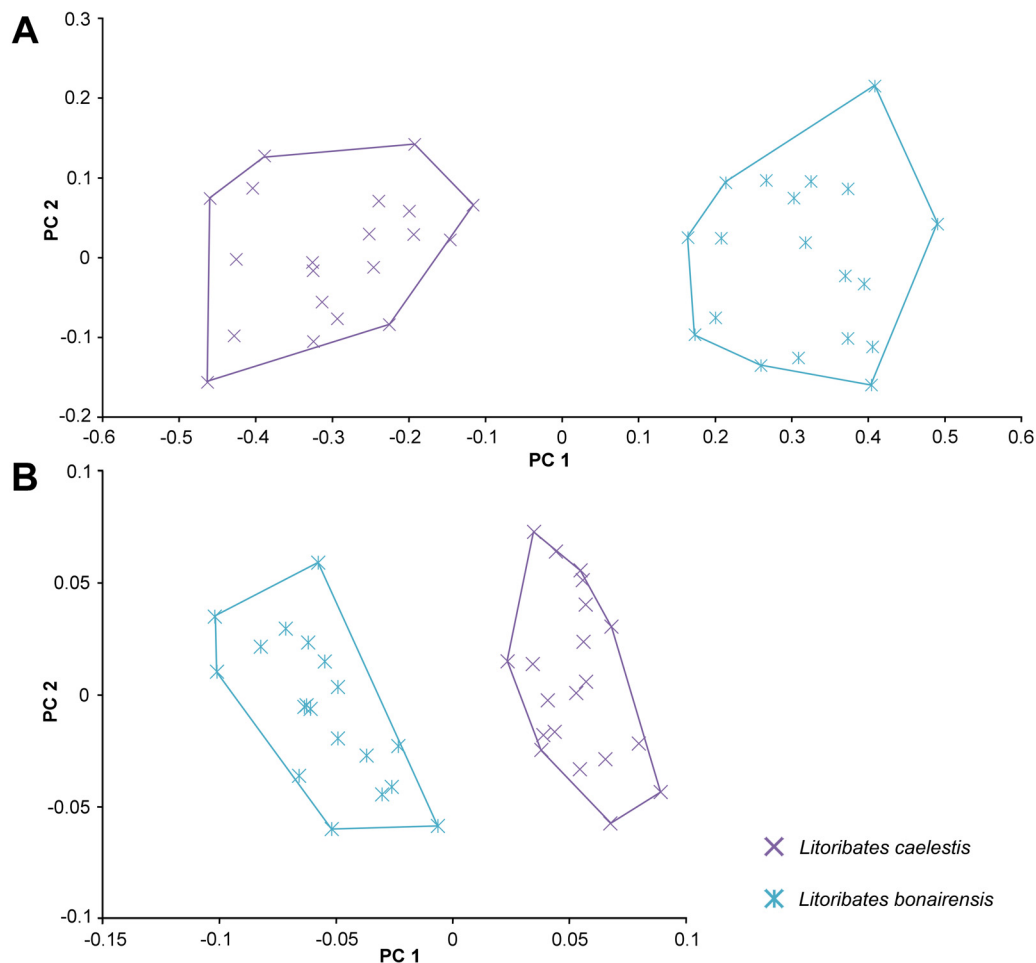 A
0.3
0.2
0.1
0
-0.1
-0.2
PC 2
-0.6 -0.5 -0.4 -0.3 -0.2 -0.1 0 0.1 0.2 0.3 0.4 0.5 0.6
PC 1
B
0.1
0.05
0
-0.05
-0.1
PC 2
-0.15 -0.1 -0.05 0 0.05 0.1
PC 1
Litoribates caelestis
Litoribates bonairensis